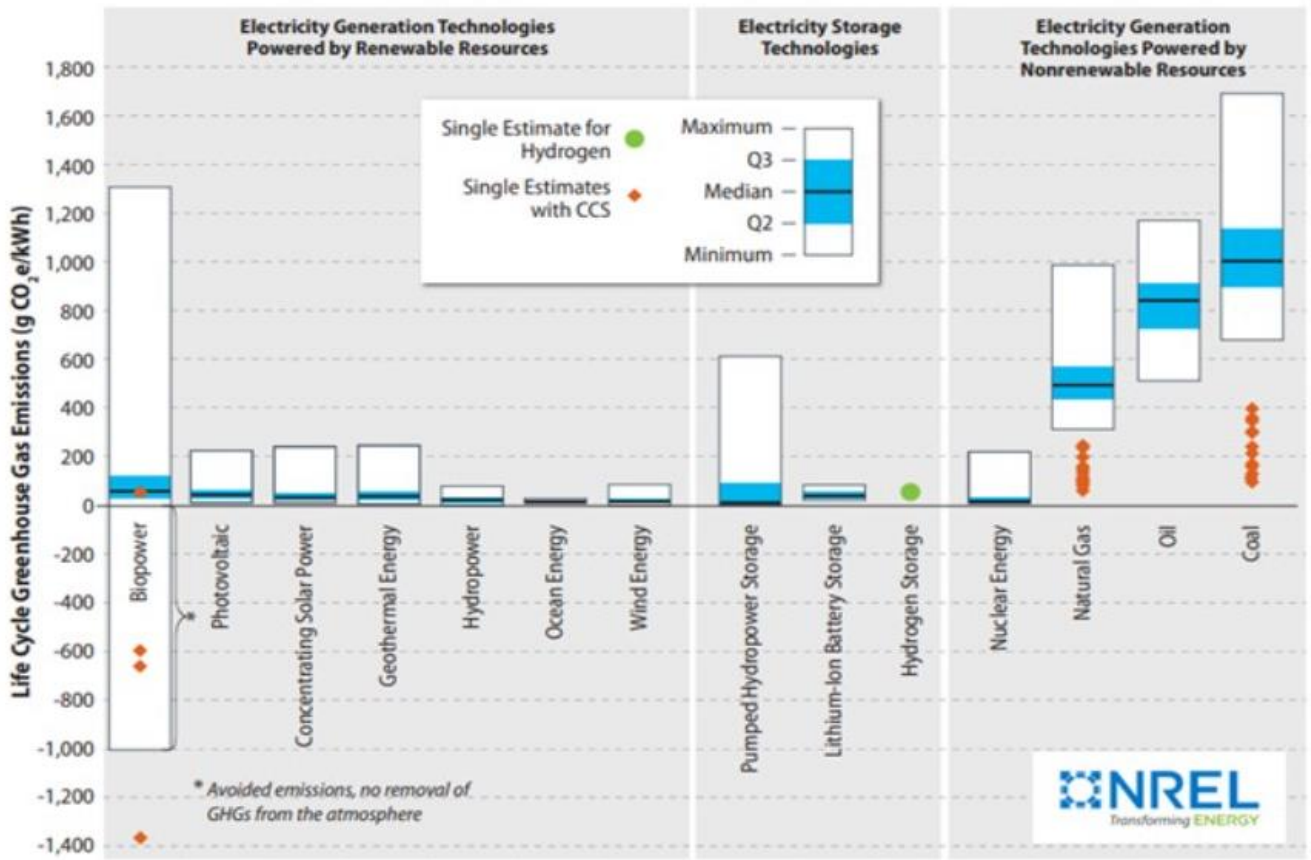 Electricity Generation Technologies
Powered by Renewable Resources
Electricity Storage
Technologies
Electricity Generation
Technologies Powered by
Nonrenewable Resources
Life Cycle Greenhouse Gas Emissions (g CO2e/kWh)
1,800
1,600
1,400
1,200
1,000
800
600
400
200
0
-200
-400
-600
-800
-1,000
-1,200
-1,400
Single Estimate for
Hydrogen
Single Estimates
with CCS
Maximum
Q3
Median
Q2
Minimum
Biopower
*
Photovoltaic
Concentrating Solar Power
Geothermal Energy
Hydropower
Ocean Energy
Wind Energy
Pumped Hydropower Storage
Lithium-Ion Battery Storage
Hydrogen Storage
Nuclear Energy
Natural Gas
Oil
Coal
* Avoided emissions, no removal of
GHGs from the atmosphere
NREL
Transforming ENERGY